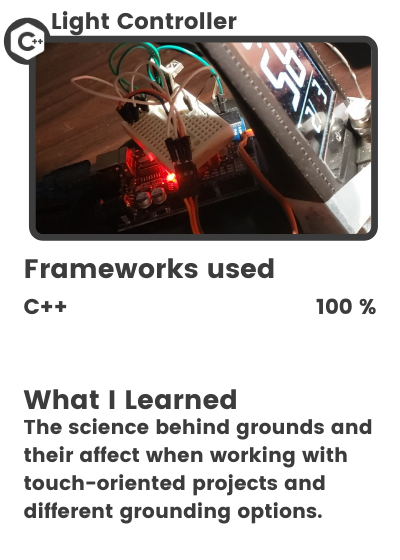 Light Controller
C++
Frameworks used
C++ 100 %
What I Learned
The science behind grounds and
their affect when working with
touch-oriented projects and
different grounding options.